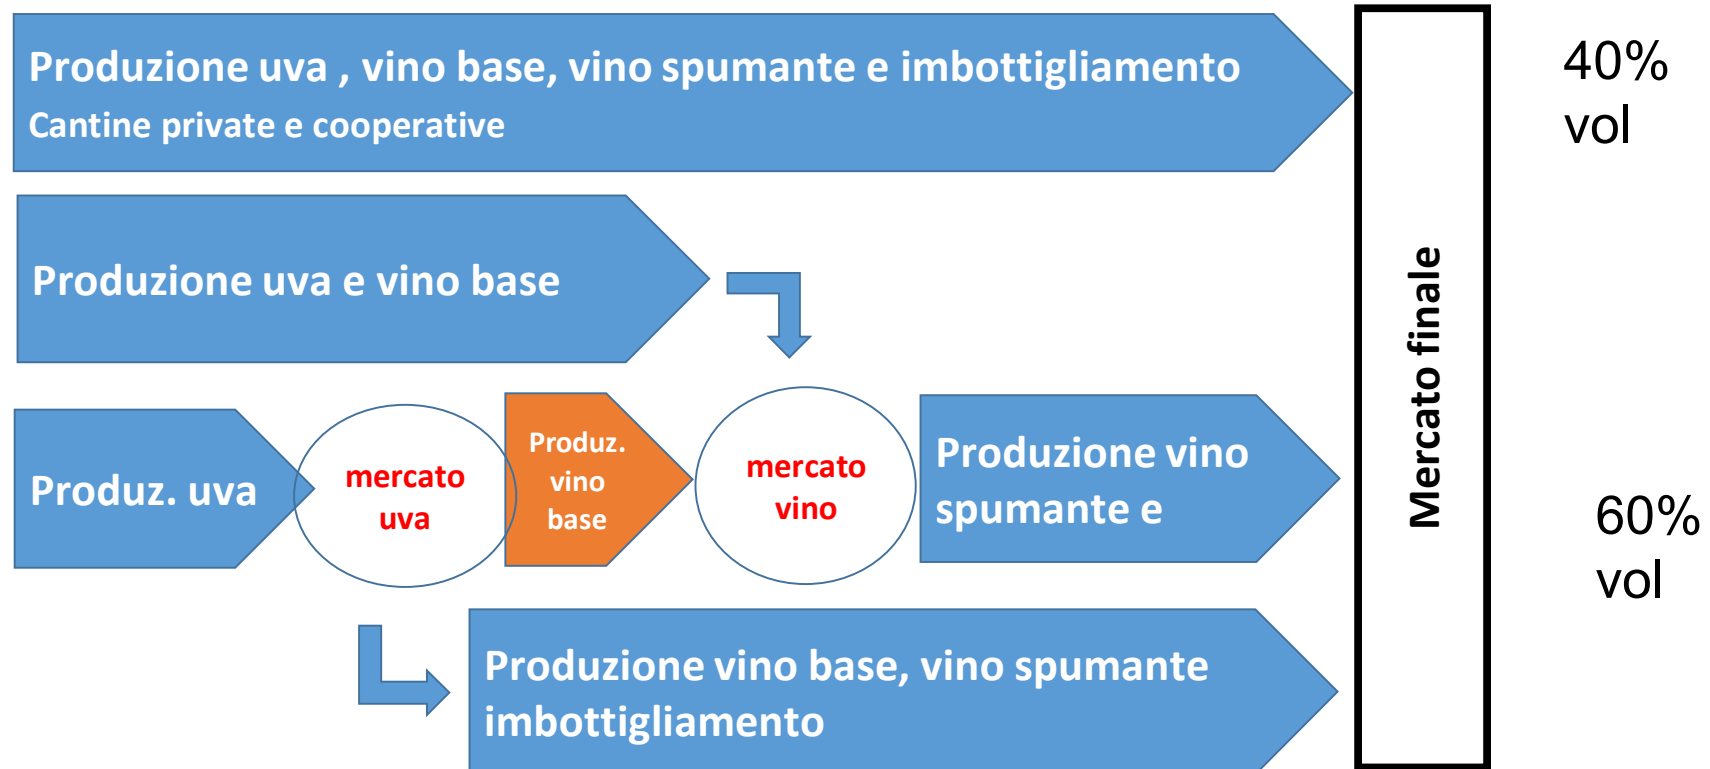 Produzione uva , vino base, vino spumante e imbottigliamento
Cantine private e cooperative
40%
vol
Produzione uva e vino base
Mercato finale
Produz. uva
mercato
uva
Produz.
vino
base
mercato
vino
Produzione vino
spumante e
60%
vol
Produzione vino base, vino spumante
imbottigliamento